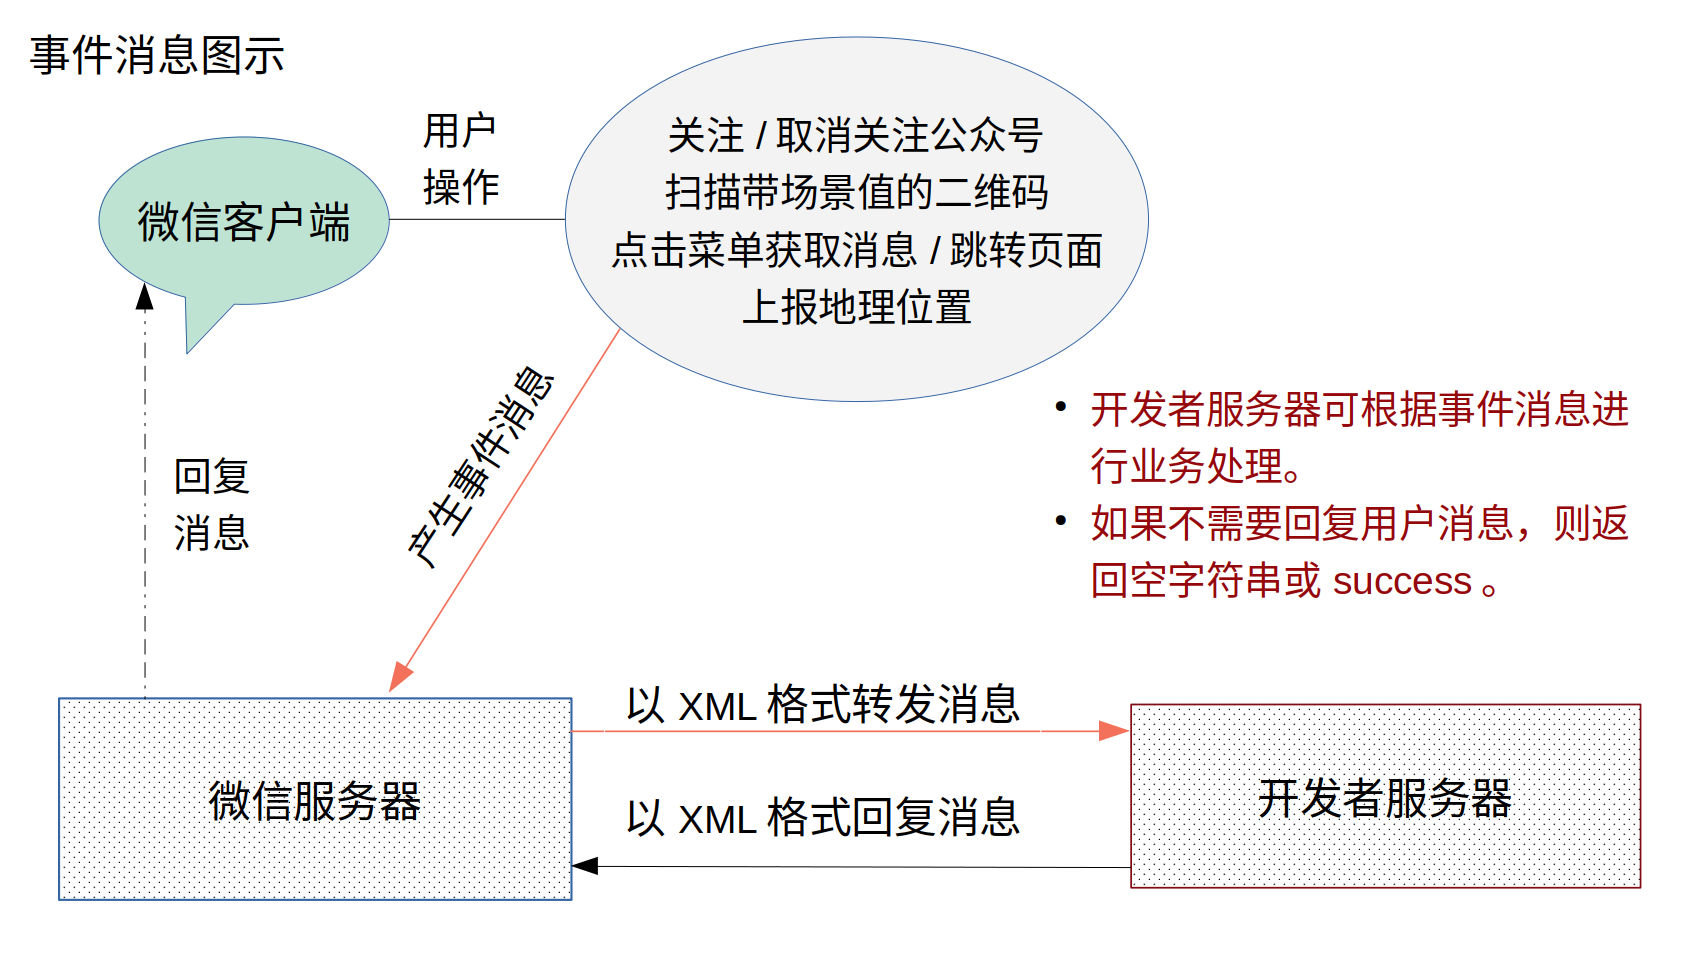 事件消息图示
用户
操作
关注 / 取消关注公众号
扫描带场景值的二维码
点击菜单获取消息 / 跳转页面
上报地理位置
微信客户端
产生事件消息
• 开发者服务器可根据事件消息进
行业务处理。
• 如果不需要回复用户消息，则返
回空字符串或 success 。
回复
消息
以 XML 格式转发消息
微信服务器
开发者服务器
以 XML 格式回复消息